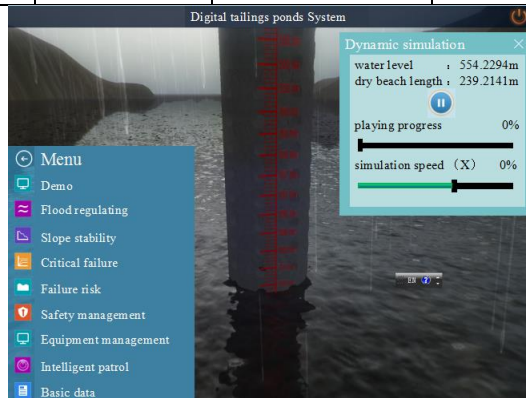 Digital tailings ponds System
Dynamic simulation
water level : 554.2294m
dry beach length : 239.2141m
playing progress 0%
simulation speed (X) 0%
Menu
Demo
Flood regulating
Slope stability
Critical failure
Failure risk
Safety management
Equipment management
Intelligent patrol
Basic data
EN